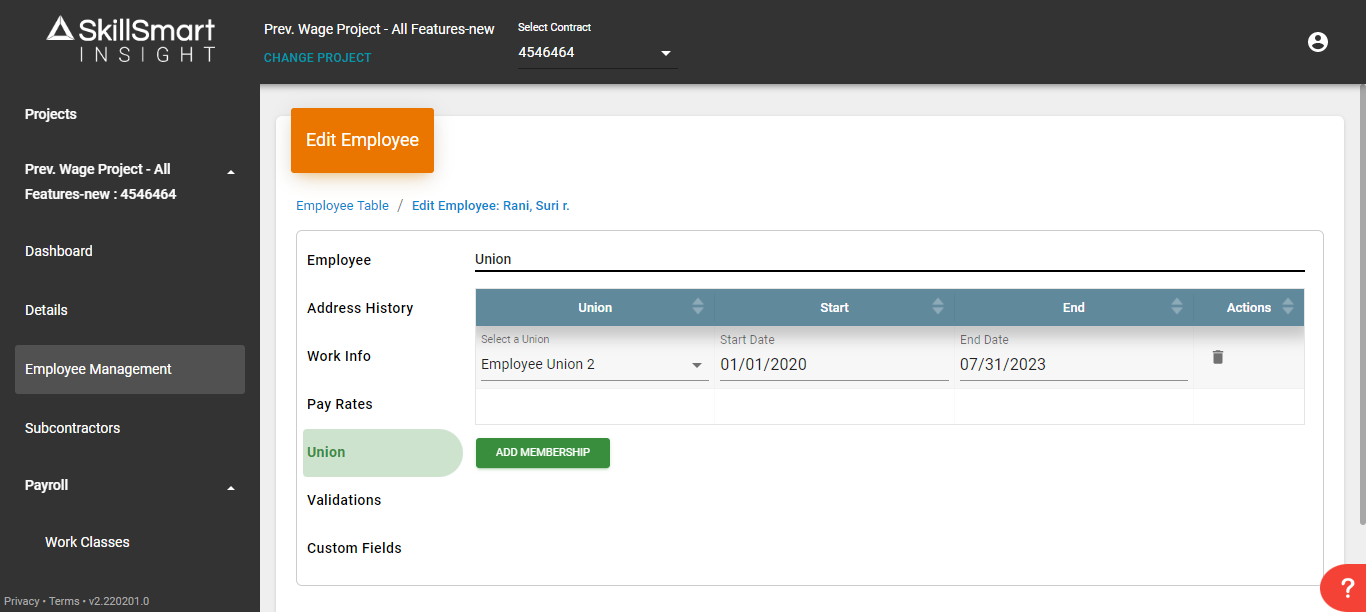 SkillSmart
INSIGHT
Prev. Wage Project - All Features-new
CHANGE PROJECT
Select Contract
4546464
Projects
Prev. Wage Project - All
Features-new : 4546464
Dashboard
Details
Employee Management
Subcontractors
Payroll
Work Classes
Privacy • Terms • v2.220201.0
Edit Employee
Employee Table / Edit Employee: Rani, Suri r.
Employee
Address History
Work Info
Pay Rates
Union
Validations
Custom Fields
Union
Union Start End Actions
Select a Union Start Date End Date
Employee Union 2 01/01/2020 07/31/2023
ADD MEMBERSHIP
?